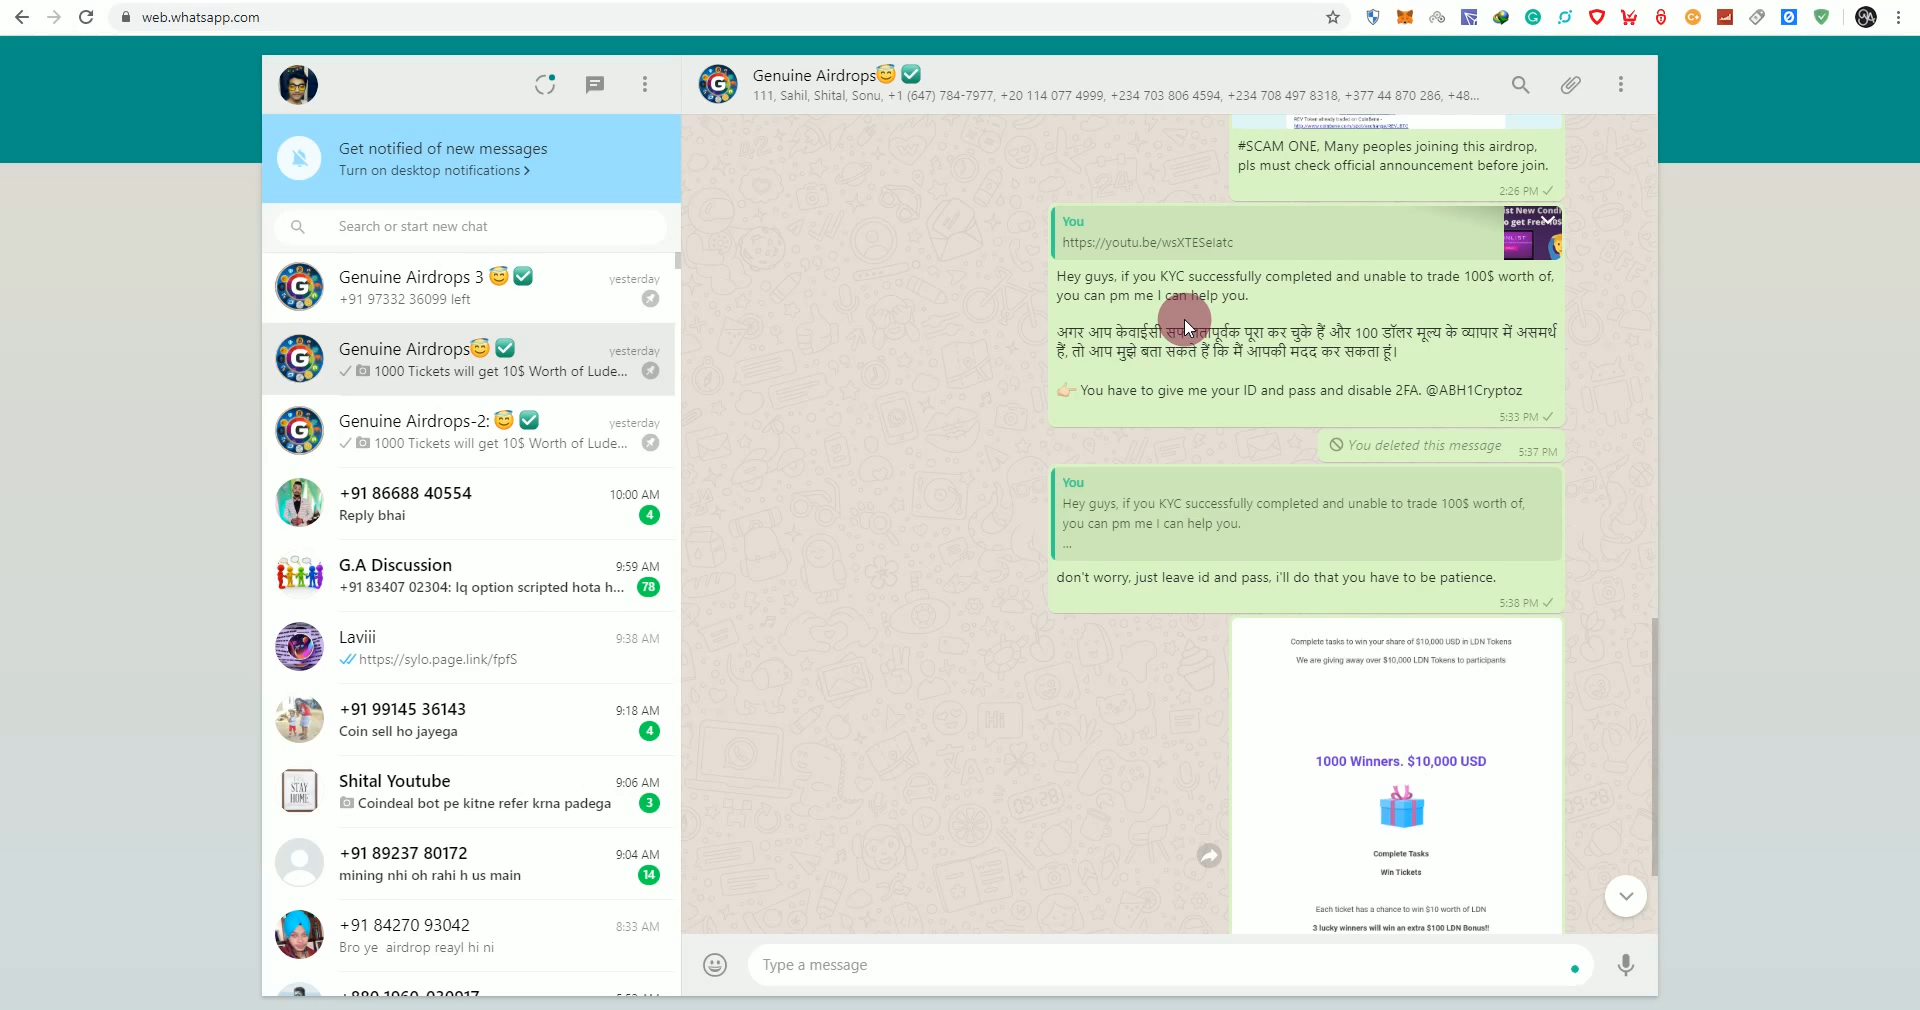 web.whatsapp.com
Genuine Airdrops😇 ✅
111, Sahil, Shital, Sonu, +1 (647) 784-7977, +20 114 077 4999, +234 703 806 4594, +234 708 497 8318, +377 44 870 286, +48...
Get notified of new messages
Turn on desktop notifications >
Search or start new chat
Genuine Airdrops 3 😇 ✅
yesterday
+91 97332 36099 left
Genuine Airdrops😇 ✅
yesterday
1000 Tickets will get 10$ Worth of Lude...
Genuine Airdrops-2: 😇 ✅
yesterday
1000 Tickets will get 10$ Worth of Lude...
+91 86688 40554
10:00 AM
Reply bhai
4
G.A Discussion
9:59 AM
+91 83407 02304: Iq option scripted hota h...
78
Laviii
9:38 AM
https://sylo.page.link/fpfS
+91 99145 36143
9:18 AM
Coin sell ho jayega
4
Shital Youtube
9:06 AM
Coindeal bot pe kitne refer krna padega
3
+91 89237 80172
9:04 AM
mining nhi oh rahi h us main
14
+91 84270 93042
8:33 AM
Bro ye  airdrop reayl hi ni
REV Token already traded on Coinbene -
#SCAM ONE, Many peoples joining this airdrop,
pls must check official announcement before join.
2:26 PM
You
https://youtu.be/wsXTESeIatc
Hey guys, if you KYC successfully completed and unable to trade 100$ worth of,
you can pm me I can help you.
अगर आप केवाईसी सफलतापूर्वक पूरा कर चुके हैं और 100 डॉलर मूल्य के व्यापार में असमर्थ
हैं, तो आप मुझे बता सकते हैं कि मैं आपकी मदद कर सकता हूं।
👉🏻 You have to give me your ID and pass and disable 2FA. @ABH1Cryptoz
5:33 PM
You deleted this message
5:37 PM
You
Hey guys, if you KYC successfully completed and unable to trade 100$ worth of,
you can pm me I can help you.
...
don't worry, just leave id and pass, i'll do that you have to be patience.
5:38 PM
Complete tasks to win your share of $10,000 USD in LDN Tokens
We are giving away over $10,000 LDN Tokens to participants
1000 Winners. $10,000 USD
Complete Tasks
Win Tickets
Each ticket has a chance to win $10 worth of LDN
3 lucky winners will win an extra $100 LDN Bonus!!
Type a message